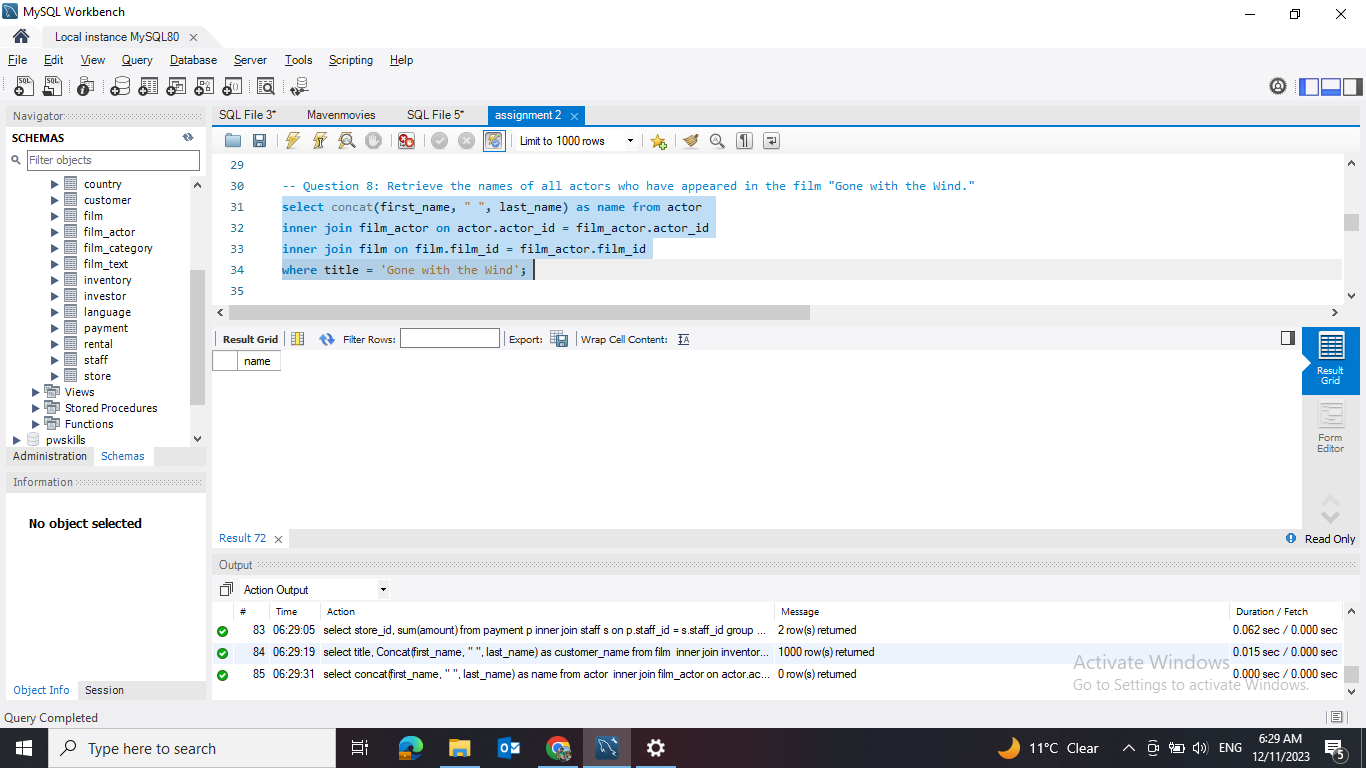 MySQL Workbench
Local instance MySQL80
File Edit View Query Database Server Tools Scripting Help
Navigator
SCHEMAS
Filter objects
country
customer
film
film_actor
film_category
film_text
inventory
investor
language
payment
rental
staff
store
Views
Stored Procedures
Functions
pwskills
Administration Schemas
Information
No object selected
Object Info Session
SQL File 3* Mavenmovies SQL File 5* assignment 2
Limit to 1000 rows
29
30 -- Question 8: Retrieve the names of all actors who have appeared in the film "Gone with the Wind."
31 select concat(first_name, " ", last_name) as name from actor
32 inner join film_actor on actor.actor_id = film_actor.actor_id
33 inner join film on film.film_id = film_actor.film_id
34 where title = 'Gone with the Wind';
35
Result Grid Filter Rows: Export: Wrap Cell Content:
name
Result Grid
Form Editor
Result 72
Read Only
Output
Action Output
# Time Action Message Duration / Fetch
83 06:29:05 select store_id, sum(amount) from payment p inner join staff s on p.staff_id = s.staff_id group ... 2 row(s) returned 0.062 sec / 0.000 sec
84 06:29:19 select title, Concat(first_name, " ", last_name) as customer_name from film inner join inventor... 1000 row(s) returned 0.015 sec / 0.000 sec
85 06:29:31 select concat(first_name, " ", last_name) as name from actor inner join film_actor on actor.ac... 0 row(s) returned 0.000 sec / 0.000 sec
Activate Windows
Go to Settings to activate Windows.
Query Completed
Type here to search
11°C Clear
ENG
6:29 AM
12/11/2023
5